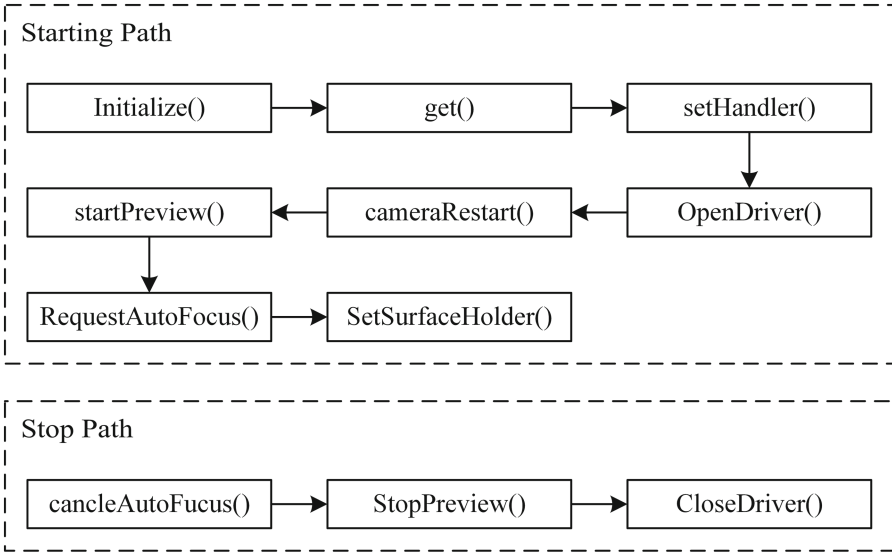 Starting Path
Initialize()
get()
setHandler()
startPreview()
cameraRestart()
OpenDriver()
RequestAutoFocus()
SetSurfaceHolder()
Stop Path
cancleAutoFucus()
StopPreview()
CloseDriver()